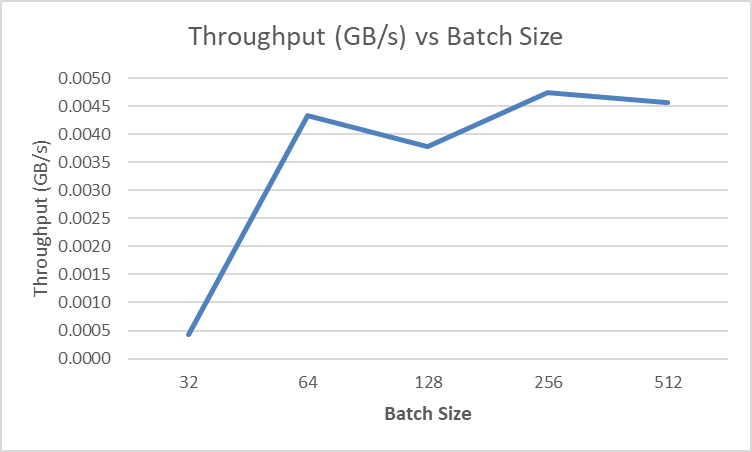 Throughput (GB/s) vs Batch Size
Throughput (GB/s)
0.0050
0.0045
0.0040
0.0035
0.0030
0.0025
0.0020
0.0015
0.0010
0.0005
0.0000
32 64 128 256 512
Batch Size